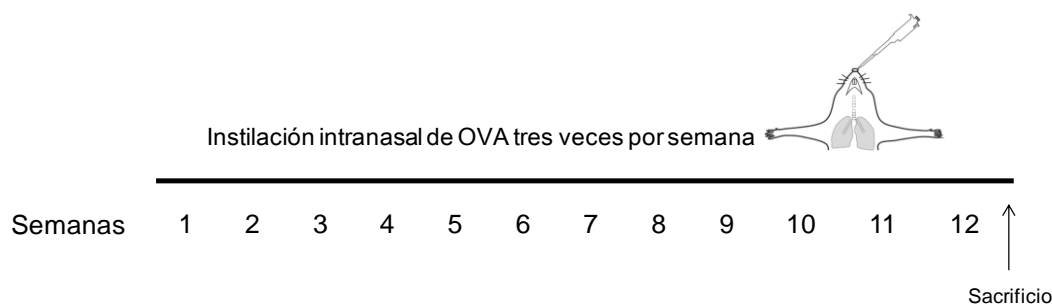 Instilación intranasal de OVA tres veces por semana
Semanas 1 2 3 4 5 6 7 8 9 10 11 12
Sacrificio